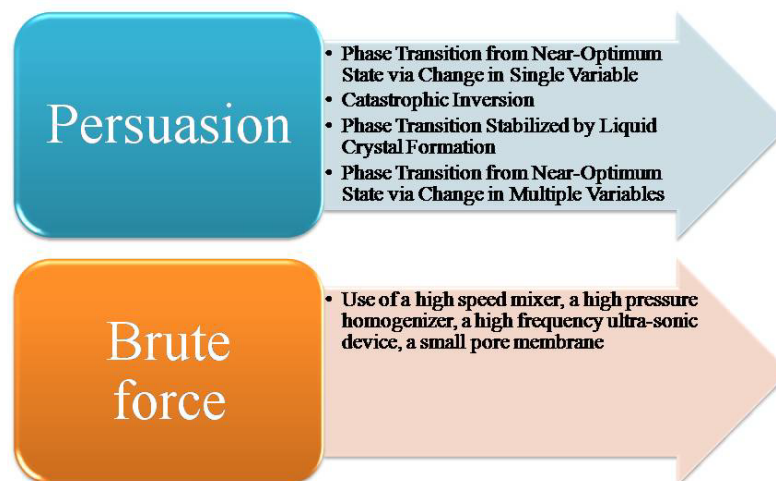 Persuasion
• Phase Transition from Near-Optimum
State via Change in Single Variable
• Catastrophic Inversion
• Phase Transition Stabilized by Liquid
Crystal Formation
• Phase Transition from Near-Optimum
State via Change in Multiple Variables
Brute
force
• Use of a high speed mixer, a high pressure
homogenizer, a high frequency ultra-sonic
device, a small pore membrane